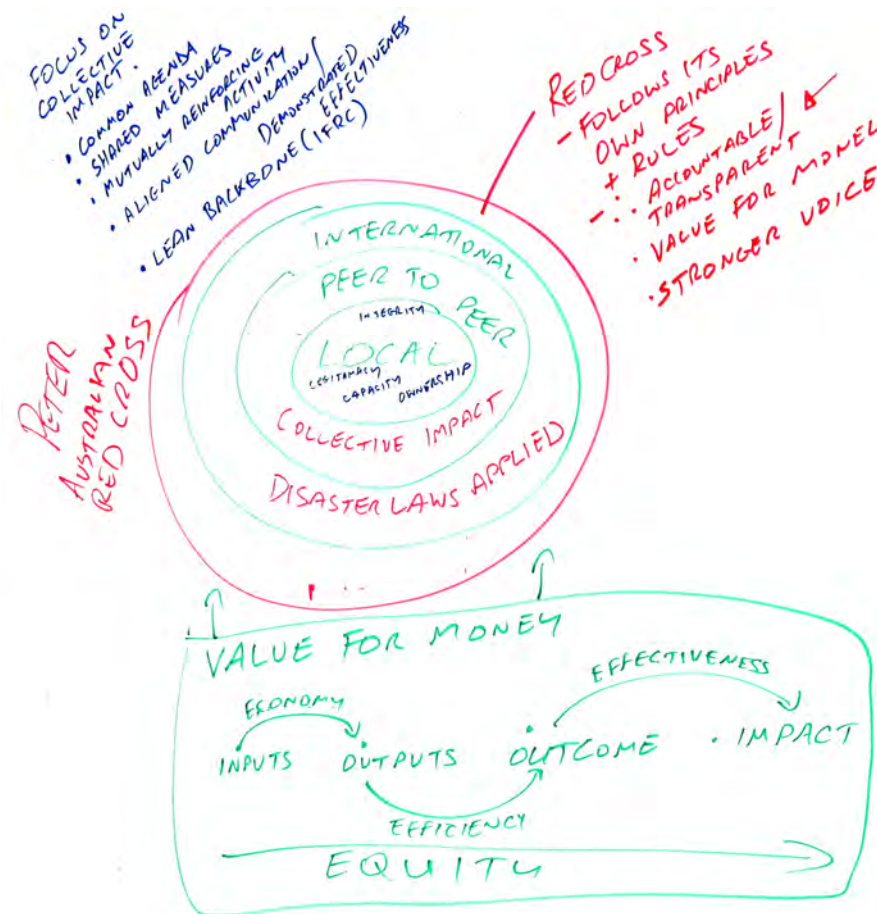 FOCUS ON
COLLECTIVE
IMPACT.
• COMMON AGENDA
• SHARED MEASURES
• MUTUALLY REINFORCING
ACTIVITY
• ALIGNED COMMUNICATION/
DEMONSTRATED
EFFECTIVENESS
• LEAN BACKBONE (IFRC)
RED CROSS
- FOLLOWS ITS
OWN PRINCIPLES
+ RULES
- ∴ ACCOUNTABLE/
TRANSPARENT
• VALUE FOR MONEY
• STRONGER VOICE
PETER
AUSTRALIAN
RED CROSS
INTERNATIONAL
PEER TO PEER
INTEGRITY
LOCAL
LEGITAMACY
CAPACITY
OWNERSHIP
COLLECTIVE IMPACT
DISASTER LAWS APPLIED
VALUE FOR MONEY
ECONOMY
EFFECTIVENESS
INPUTS • OUTPUTS • OUTCOME • IMPACT
EFFICIENCY
EQUITY